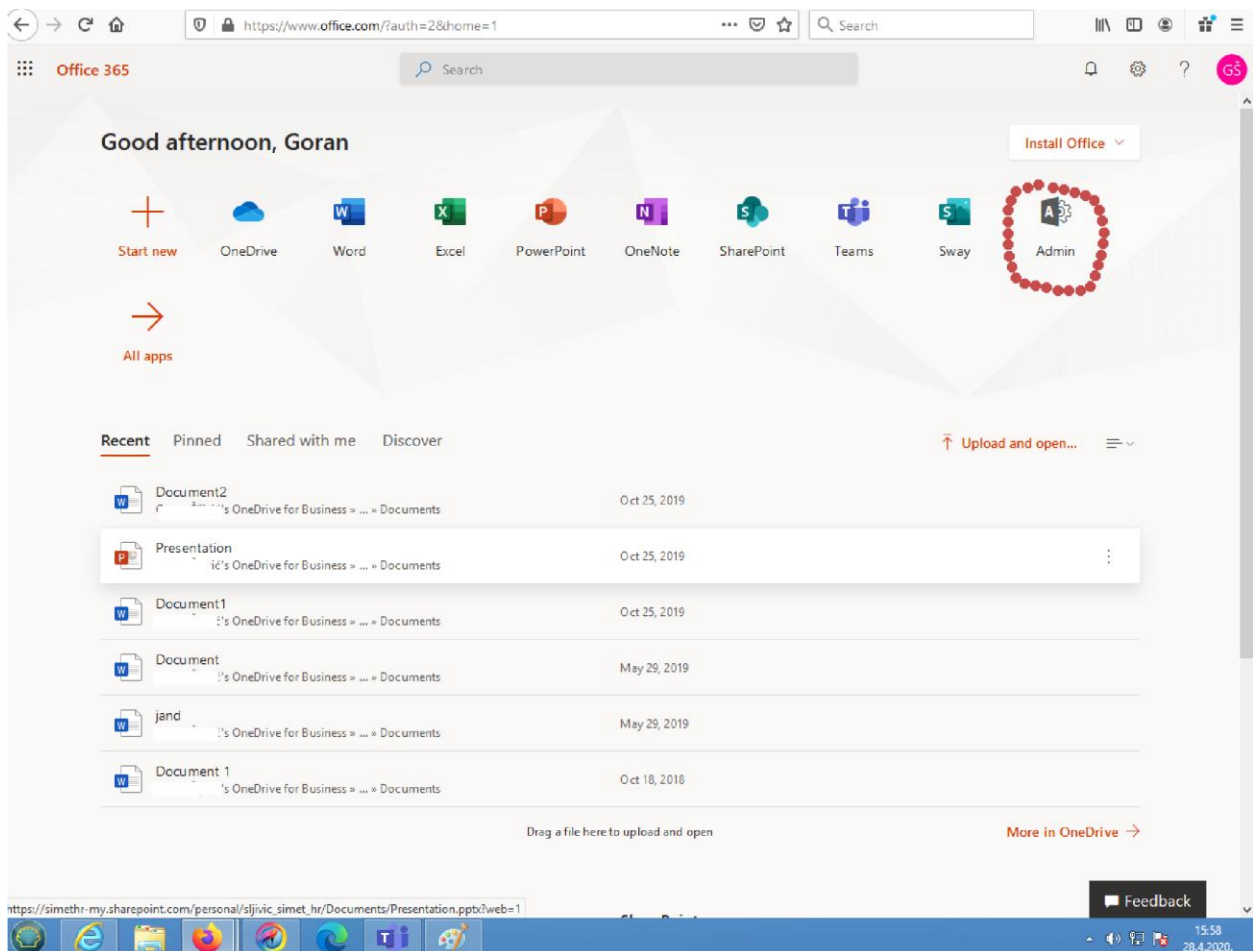 https://www.office.com/?auth=2&home=1
Search
Office 365
Search
GŠ
Good afternoon, Goran
Install Office
Start new
OneDrive
Word
Excel
PowerPoint
OneNote
SharePoint
Teams
Sway
Admin
All apps
Recent Pinned Shared with me Discover
Upload and open...
Document2
's OneDrive for Business » ... » Documents
Oct 25, 2019
Presentation
ić's OneDrive for Business » ... » Documents
Oct 25, 2019
Document1
's OneDrive for Business » ... » Documents
Oct 25, 2019
Document
's OneDrive for Business » ... » Documents
May 29, 2019
jand
's OneDrive for Business » ... » Documents
May 29, 2019
Document 1
's OneDrive for Business » ... » Documents
Oct 18, 2018
Drag a file here to upload and open
More in OneDrive
Feedback
https://simethr-my.sharepoint.com/personal/sljivic_simet_hr/Documents/Presentation.pptx?web=1
15:58
28.4.2020.